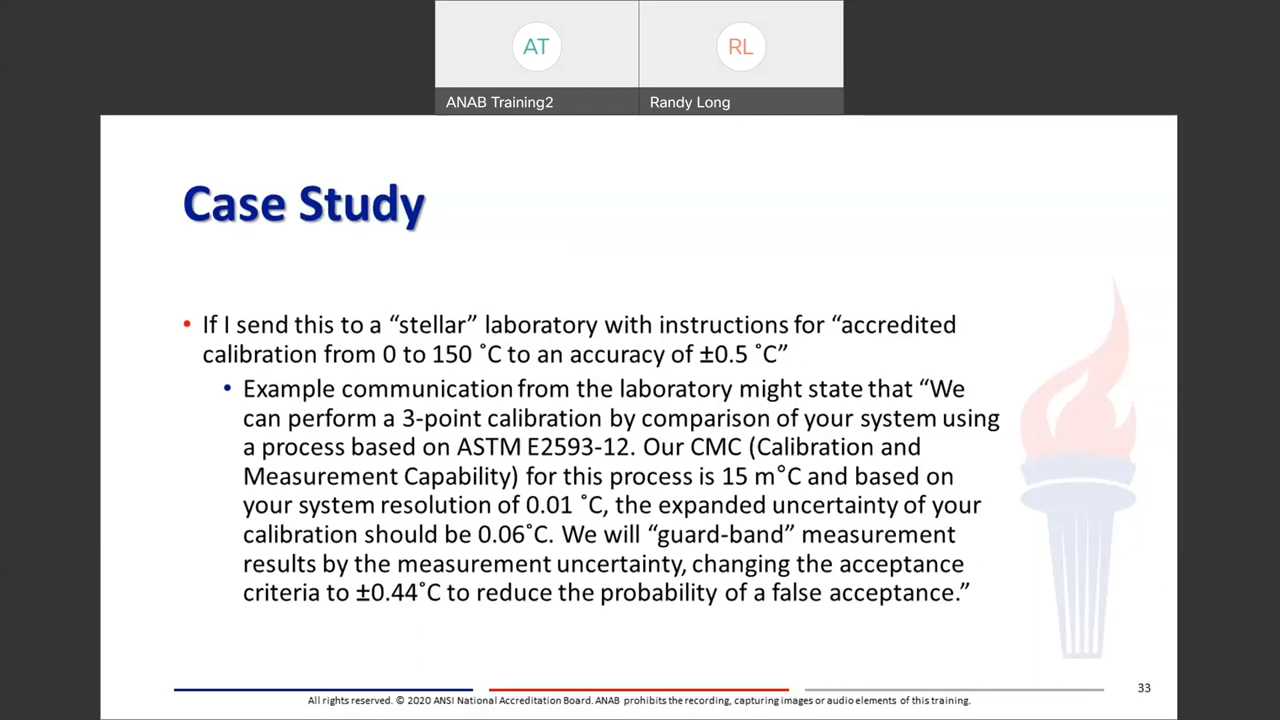 AT
RL
ANAB Training2
Randy Long
Case Study
• If I send this to a “stellar” laboratory with instructions for “accredited
calibration from 0 to 150 ˚C to an accuracy of ±0.5 ˚C”
• Example communication from the laboratory might state that “We
can perform a 3-point calibration by comparison of your system using
a process based on ASTM E2593-12. Our CMC (Calibration and
Measurement Capability) for this process is 15 m°C and based on
your system resolution of 0.01 ˚C, the expanded uncertainty of your
calibration should be 0.06˚C. We will “guard-band” measurement
results by the measurement uncertainty, changing the acceptance
criteria to ±0.44˚C to reduce the probability of a false acceptance.”
33
All rights reserved. © 2020 ANSI National Accreditation Board. ANAB prohibits the recording, capturing images or audio elements of this training.